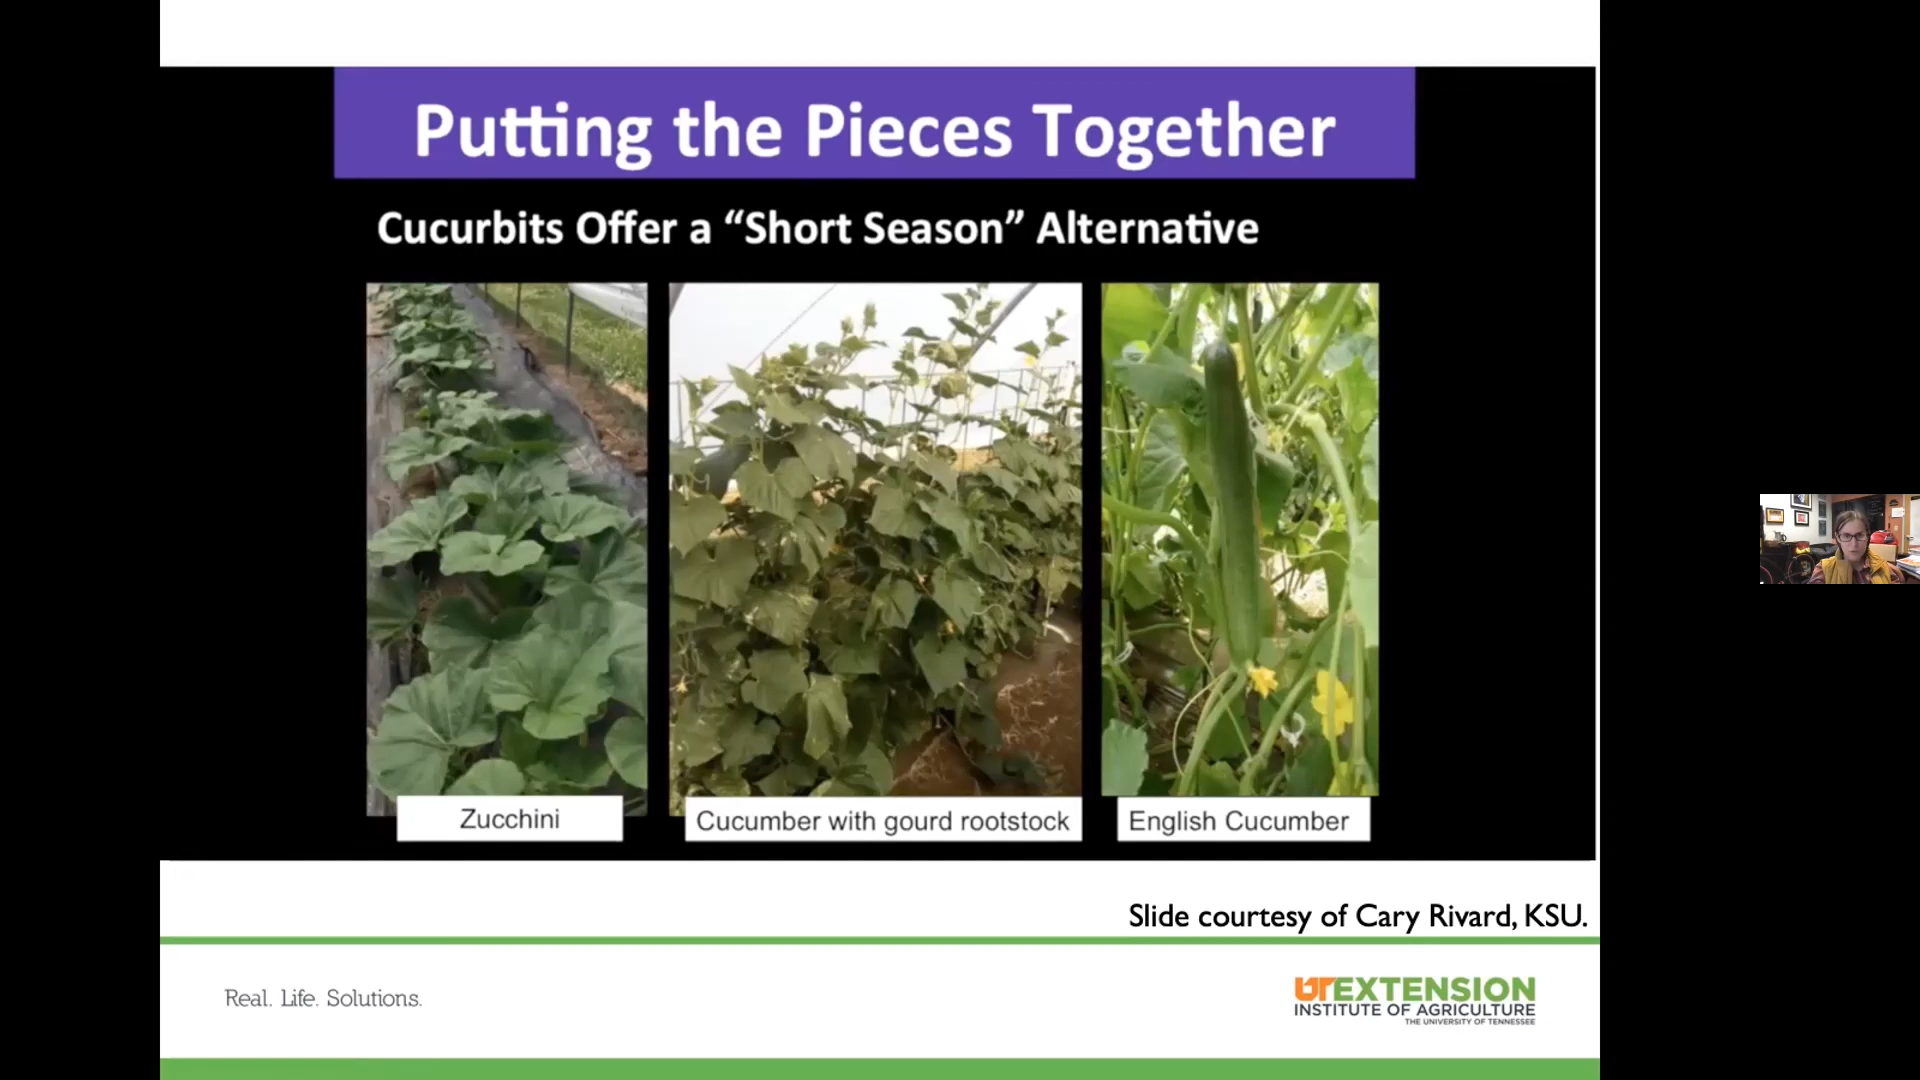 Putting the Pieces Together
Cucurbits Offer a “Short Season” Alternative
Zucchini
Cucumber with gourd rootstock
English Cucumber
Slide courtesy of Cary Rivard, KSU.
Real. Life. Solutions.
UTEXTENSION
INSTITUTE OF AGRICULTURE
THE UNIVERSITY OF TENNESSEE